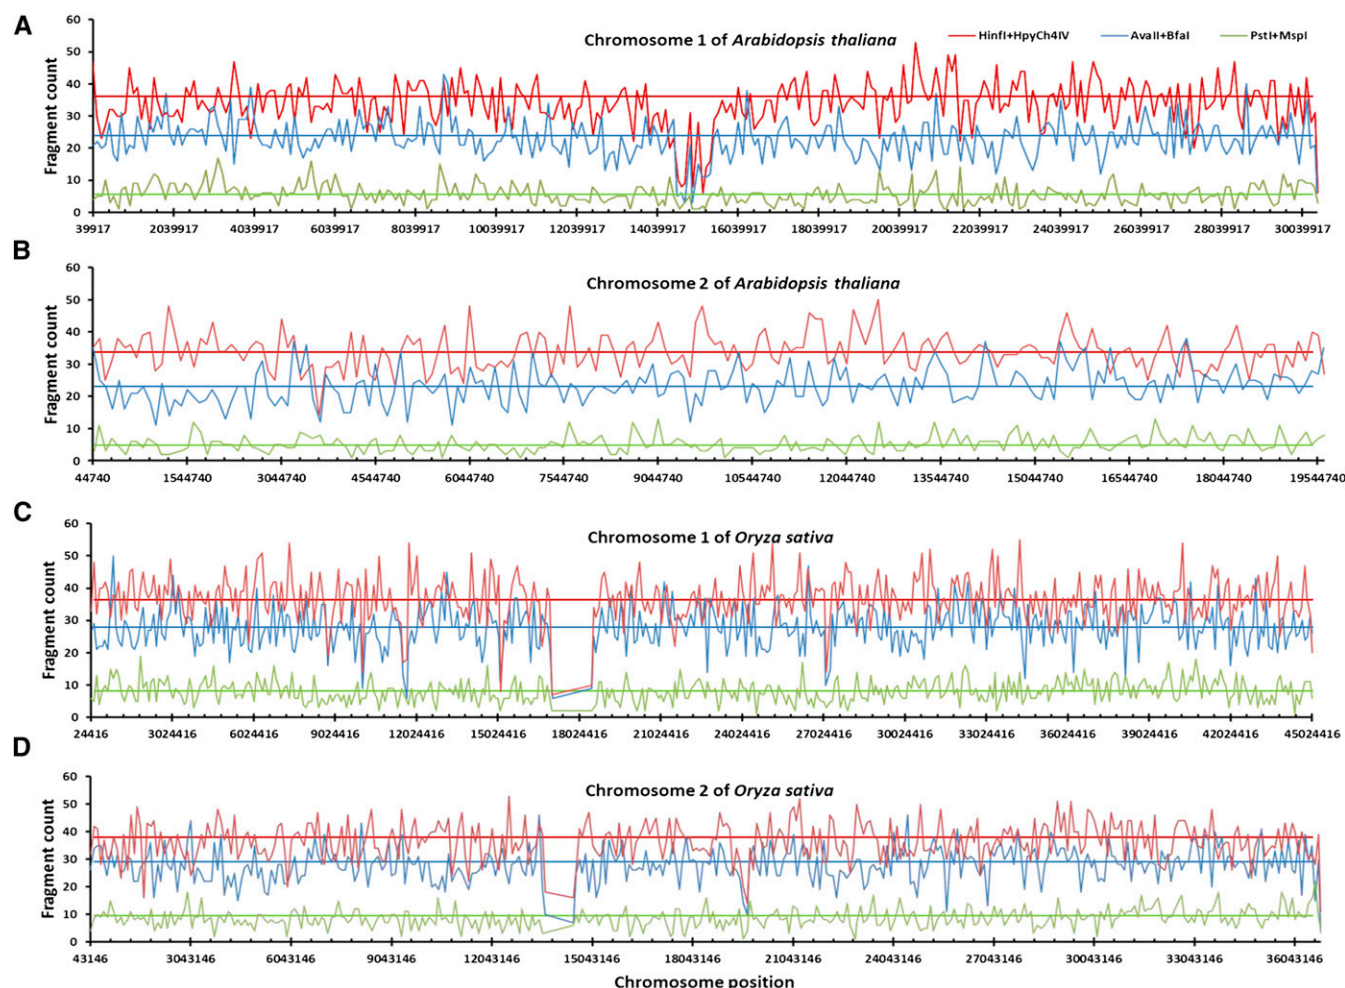 A
Chromosome 1 of Arabidopsis thaliana
HinfI+HpyCh4IV
AvaII+BfaI
PstI+MspI
Fragment count
60
50
40
30
20
10
0
39917 2039917 4039917 6039917 8039917 10039917 12039917 14039917 16039917 18039917 20039917 22039917 24039917 26039917 28039917 30039917
B
Chromosome 2 of Arabidopsis thaliana
Fragment count
60
50
40
30
20
10
0
44740 1544740 3044740 4544740 6044740 7544740 9044740 10544740 12044740 13544740 15044740 16544740 18044740 19544740
C
Chromosome 1 of Oryza sativa
Fragment count
60
50
40
30
20
10
0
24416 3024416 6024416 9024416 12024416 15024416 18024416 21024416 24024416 27024416 30024416 33024416 36024416 39024416 42024416 45024416
D
Chromosome 2 of Oryza sativa
Fragment count
60
50
40
30
20
10
0
43146 3043146 6043146 9043146 12043146 15043146 18043146 21043146 24043146 27043146 30043146 33043146 36043146
Chromosome position